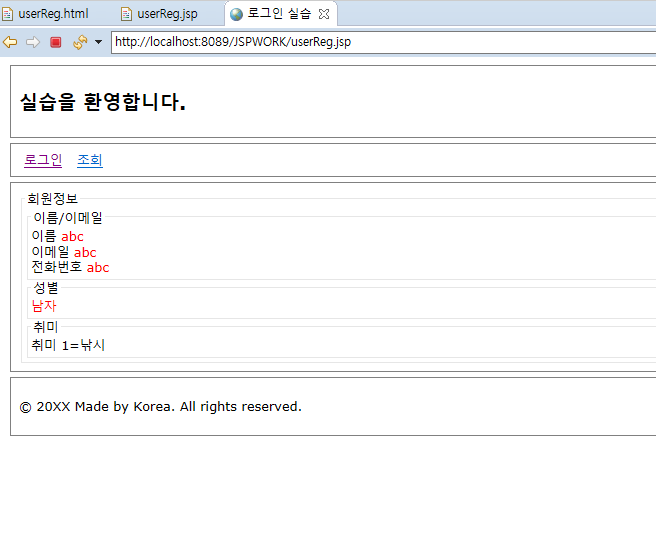 userReg.html userReg.jsp 로그인 실습
http://localhost:8089/JSPWORK/userReg.jsp
실습을 환영합니다.
로그인 조회
회원정보
이름/이메일
이름 abc
이메일 abc
전화번호 abc
성별
남자
취미
취미 1=낚시
© 20XX Made by Korea. All rights reserved.